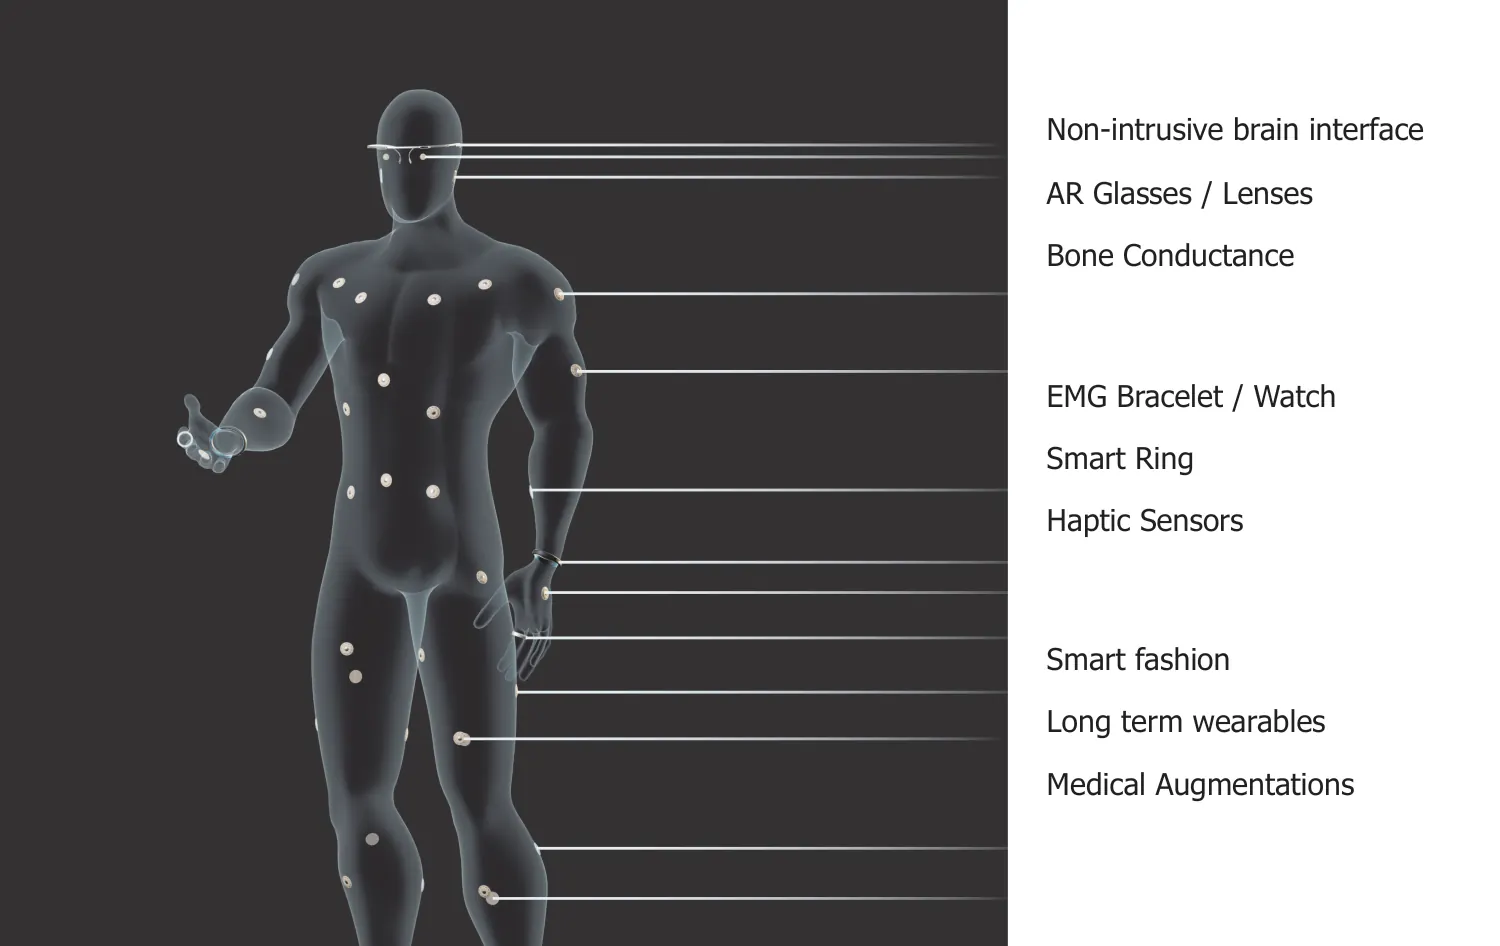 Non-intrusive brain interface
AR Glasses / Lenses
Bone Conductance
EMG Bracelet / Watch
Smart Ring
Haptic Sensors
Smart fashion
Long term wearables
Medical Augmentations